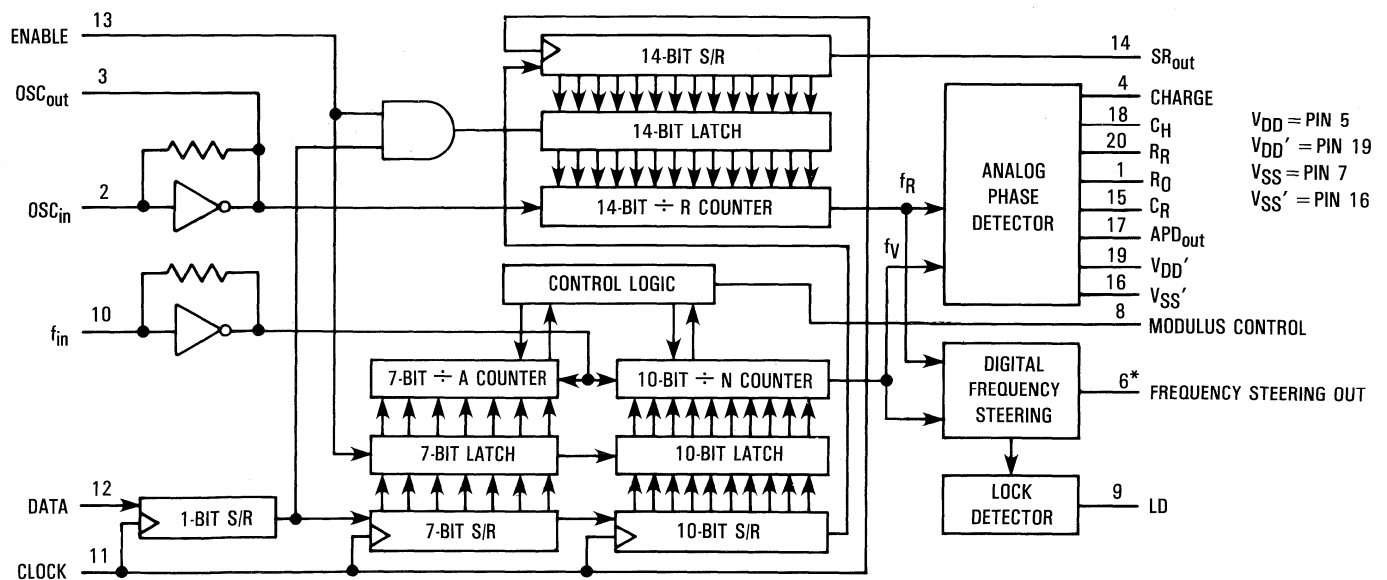 ENABLE 13
OSCout 3
OSCin 2
fin 10
DATA 12
CLOCK 11
14-BIT S/R
14-BIT LATCH
14-BIT ÷ R COUNTER
CONTROL LOGIC
7-BIT ÷ A COUNTER
10-BIT ÷ N COUNTER
7-BIT LATCH
10-BIT LATCH
1-BIT S/R
7-BIT S/R
10-BIT S/R
fR
fV
ANALOG
PHASE
DETECTOR
DIGITAL
FREQUENCY
STEERING
LOCK
DETECTOR
14 SRout
4 CHARGE
18 CH
20 RR
1 RO
15 CR
17 APDout
19 VDD'
16 VSS'
8 MODULUS CONTROL
6* FREQUENCY STEERING OUT
9 LD
VDD = PIN 5
VDD' = PIN 19
VSS = PIN 7
VSS' = PIN 16